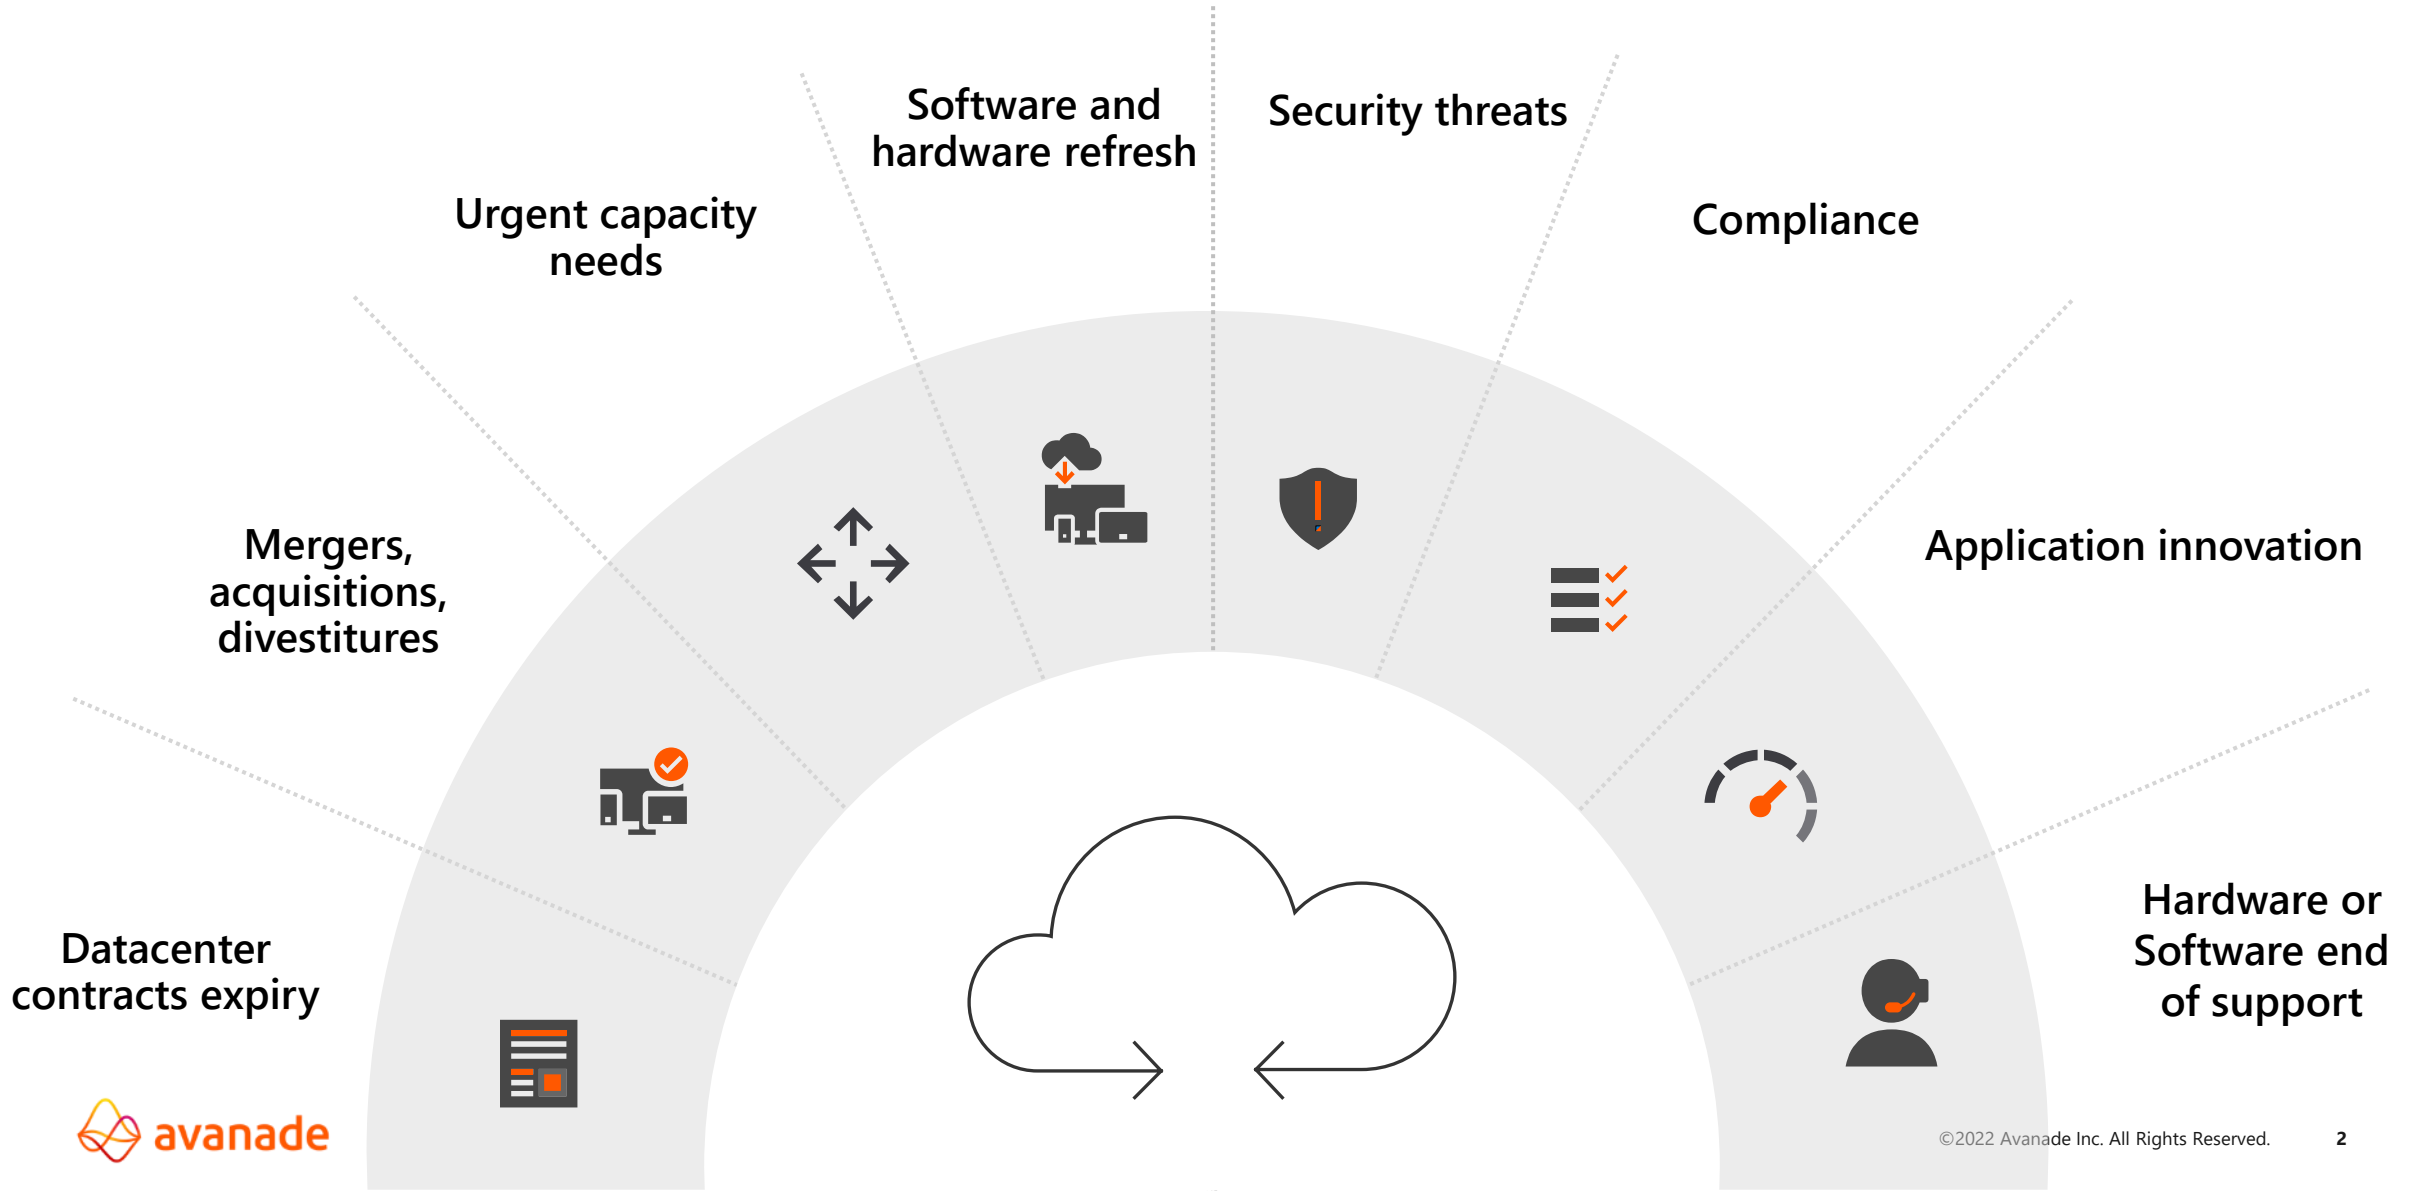 Software and
hardware refresh
Security threats
Urgent capacity
needs
Compliance
Mergers,
acquisitions,
divestitures
Application innovation
Datacenter
contracts expiry
Hardware or
Software end
of support
avanade
©2022 Avanade Inc. All Rights Reserved.
2